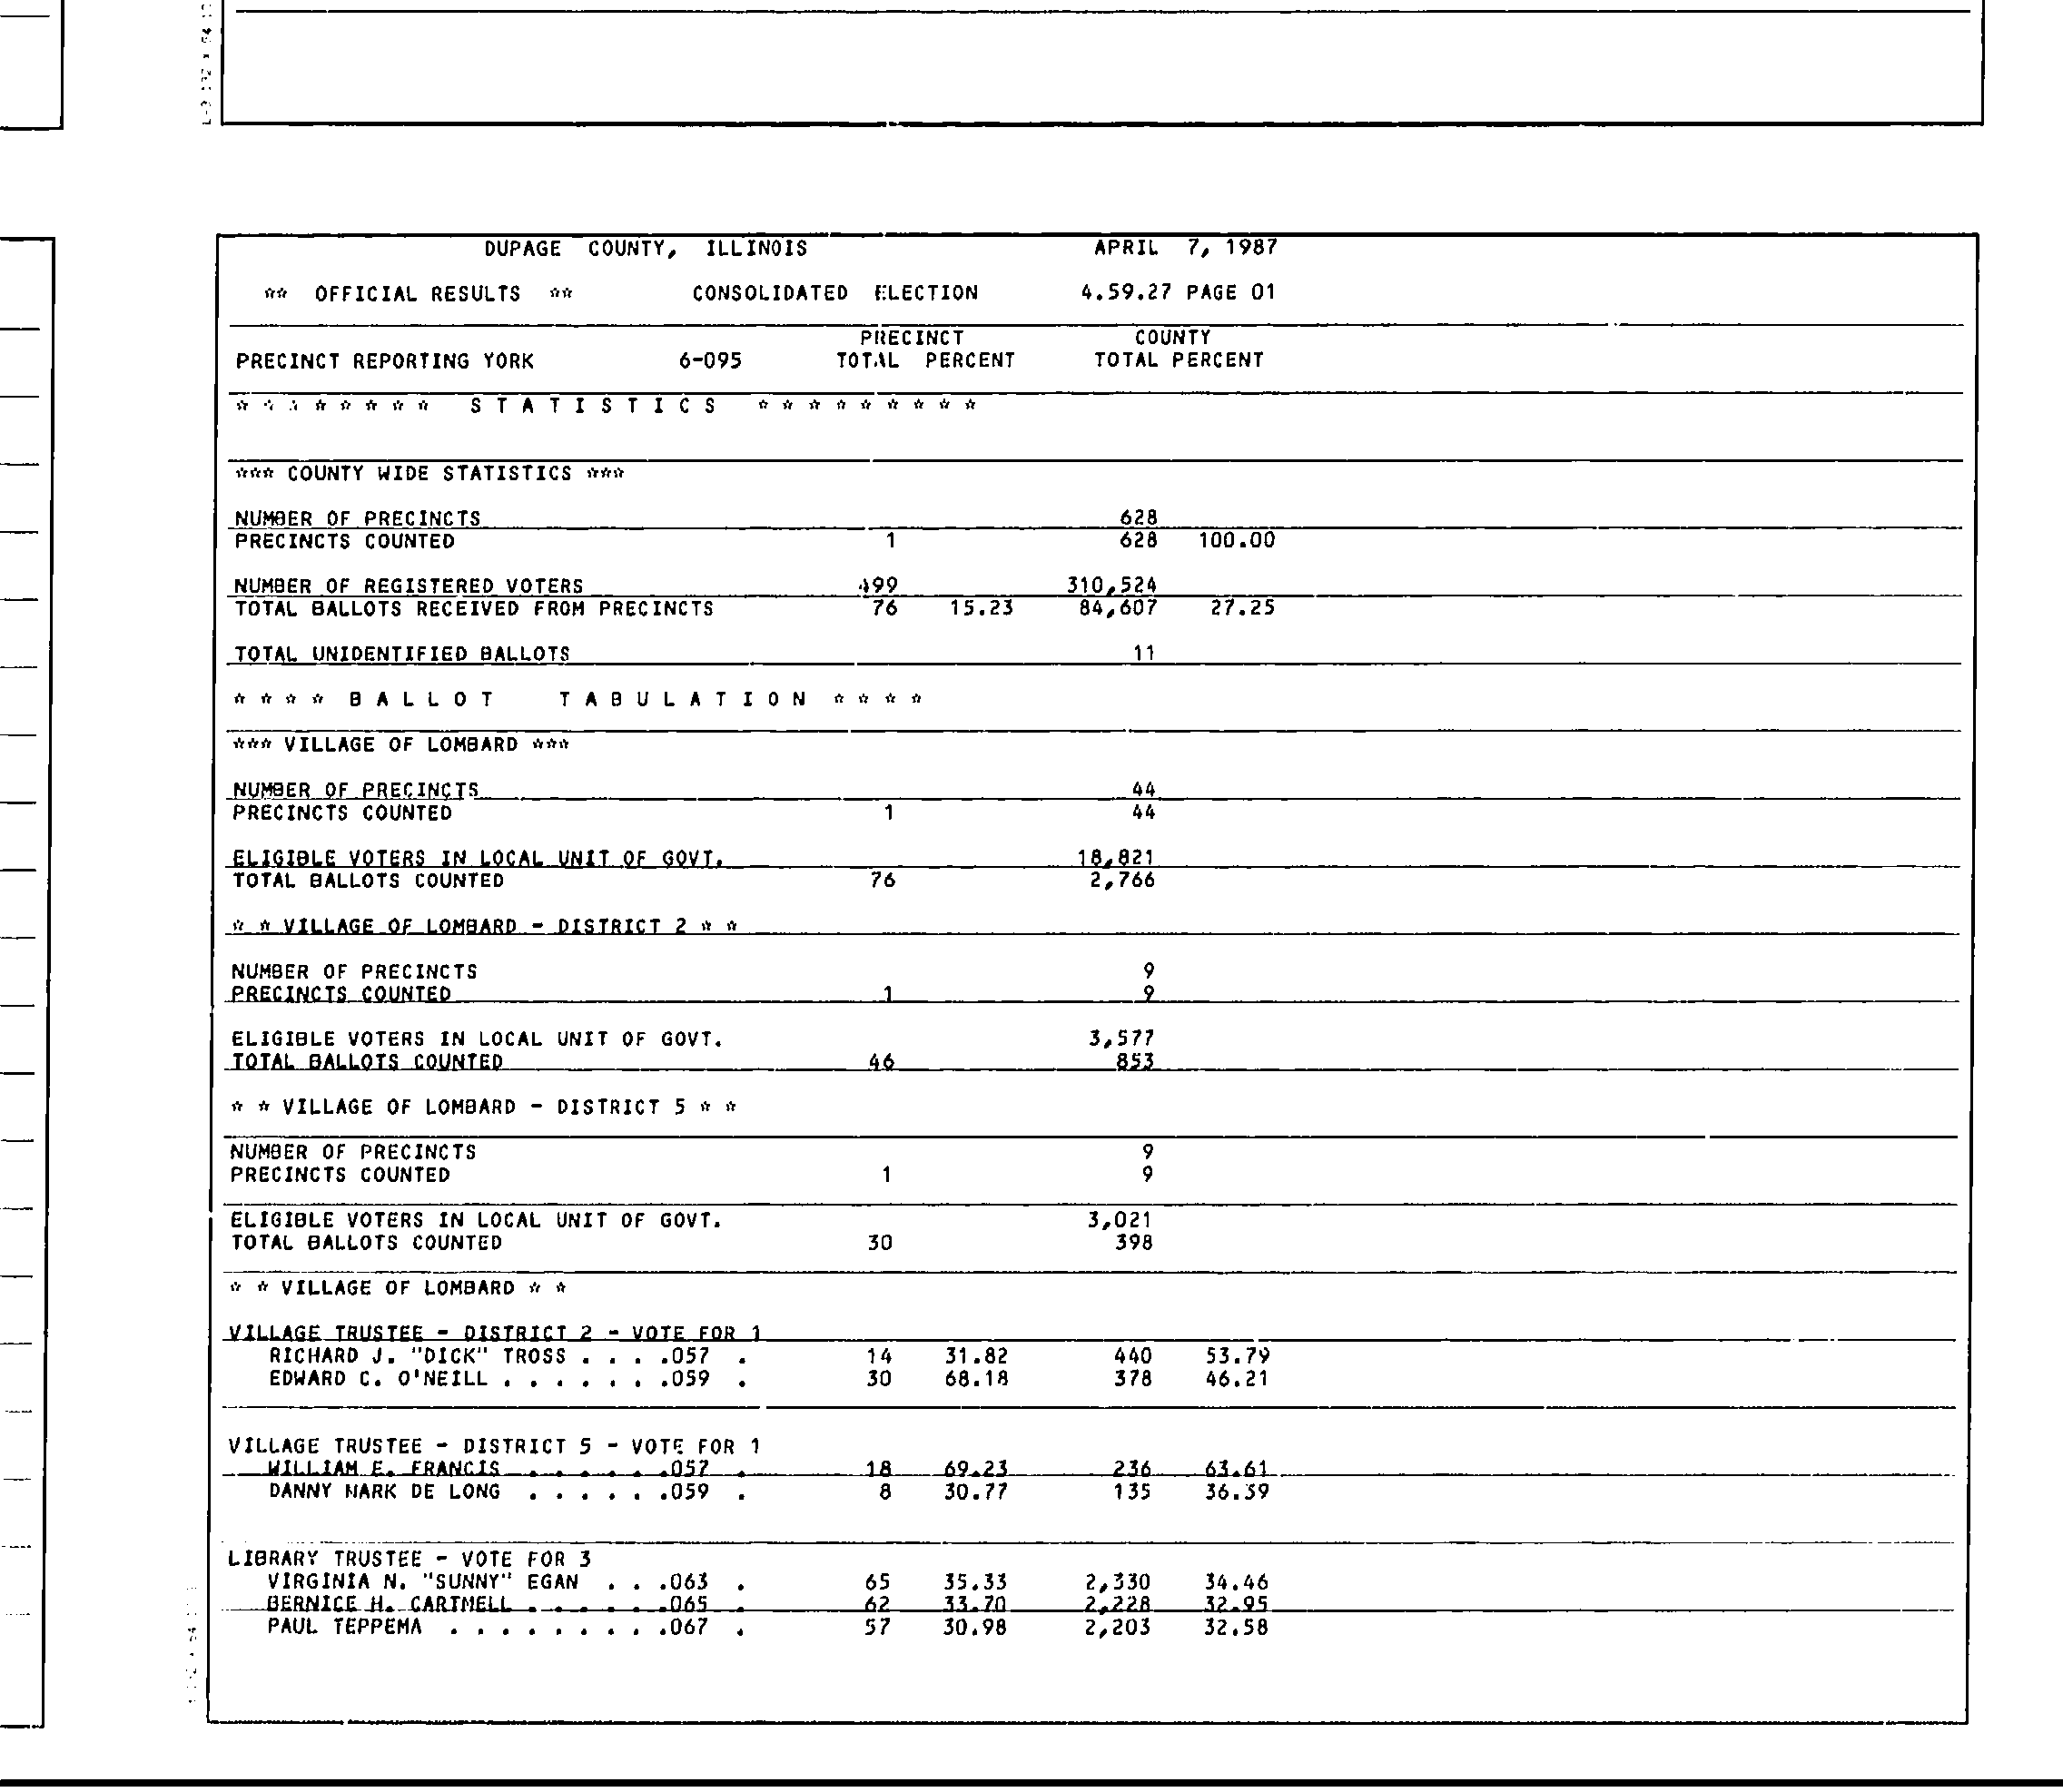 DUPAGE COUNTY, ILLINOIS APRIL 7, 1987
** OFFICIAL RESULTS ** CONSOLIDATED ELECTION 4.59.27 PAGE 01
PRECINCT COUNTY
PRECINCT REPORTING YORK 6-095 TOTAL PERCENT TOTAL PERCENT
* * * * * * * * S T A T I S T I C S * * * * * * * * *
*** COUNTY WIDE STATISTICS ***
NUMBER OF PRECINCTS 628
PRECINCTS COUNTED 1 628 100.00
NUMBER OF REGISTERED VOTERS 499 310,524
TOTAL BALLOTS RECEIVED FROM PRECINCTS 76 15.23 84,607 27.25
TOTAL UNIDENTIFIED BALLOTS 11
* * * * B A L L O T T A B U L A T I O N * * * *
*** VILLAGE OF LOMBARD ***
NUMBER OF PRECINCTS 44
PRECINCTS COUNTED 1 44
ELIGIBLE VOTERS IN LOCAL UNIT OF GOVT. 18,821
TOTAL BALLOTS COUNTED 76 2,766
* * VILLAGE OF LOMBARD - DISTRICT 2 * *
NUMBER OF PRECINCTS 9
PRECINCTS COUNTED 1 9
ELIGIBLE VOTERS IN LOCAL UNIT OF GOVT. 3,577
TOTAL BALLOTS COUNTED 46 853
* * VILLAGE OF LOMBARD - DISTRICT 5 * *
NUMBER OF PRECINCTS 9
PRECINCTS COUNTED 1 9
ELIGIBLE VOTERS IN LOCAL UNIT OF GOVT. 3,021
TOTAL BALLOTS COUNTED 30 398
* * VILLAGE OF LOMBARD * *
VILLAGE TRUSTEE - DISTRICT 2 - VOTE FOR 1
RICHARD J. "DICK" TROSS . . . .057 . 14 31.82 440 53.79
EDWARD C. O'NEILL . . . . . . .059 . 30 68.18 378 46.21
VILLAGE TRUSTEE - DISTRICT 5 - VOTE FOR 1
WILLIAM E. FRANCIS . . . . . .057 . 18 69.23 236 63.61
DANNY MARK DE LONG . . . . . .059 . 8 30.77 135 36.39
LIBRARY TRUSTEE - VOTE FOR 3
VIRGINIA N. "SUNNY" EGAN . . .063 . 65 35.33 2,330 34.46
BERNICE H. CARTMELL . . . . . .065 . 62 33.70 2,228 32.95
PAUL TEPPEMA . . . . . . . . .067 . 57 30.98 2,203 32.58